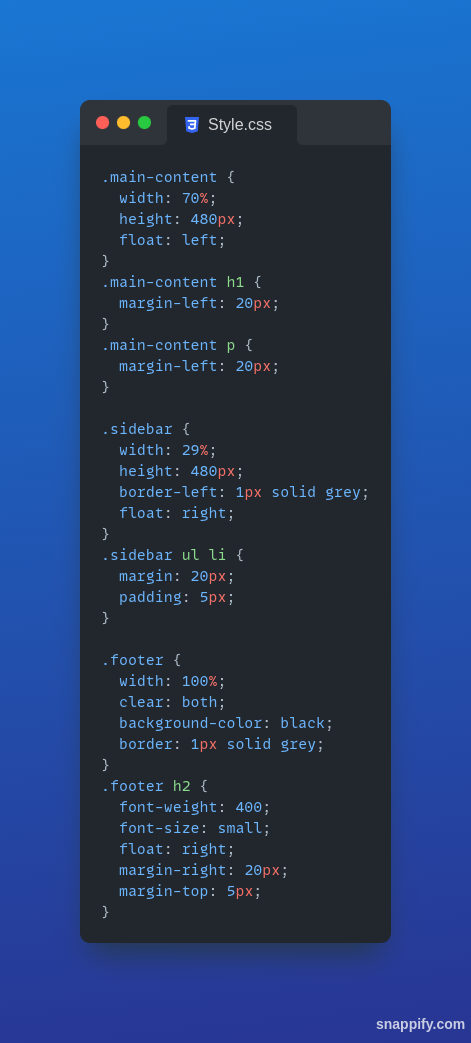 Style.css
.main-content {
  width: 70%;
  height: 480px;
  float: left;
}
.main-content h1 {
  margin-left: 20px;
}
.main-content p {
  margin-left: 20px;
}

.sidebar {
  width: 29%;
  height: 480px;
  border-left: 1px solid grey;
  float: right;
}
.sidebar ul li {
  margin: 20px;
  padding: 5px;
}

.footer {
  width: 100%;
  clear: both;
  background-color: black;
  border: 1px solid grey;
}
.footer h2 {
  font-weight: 400;
  font-size: small;
  float: right;
  margin-right: 20px;
  margin-top: 5px;
}
snappify.com